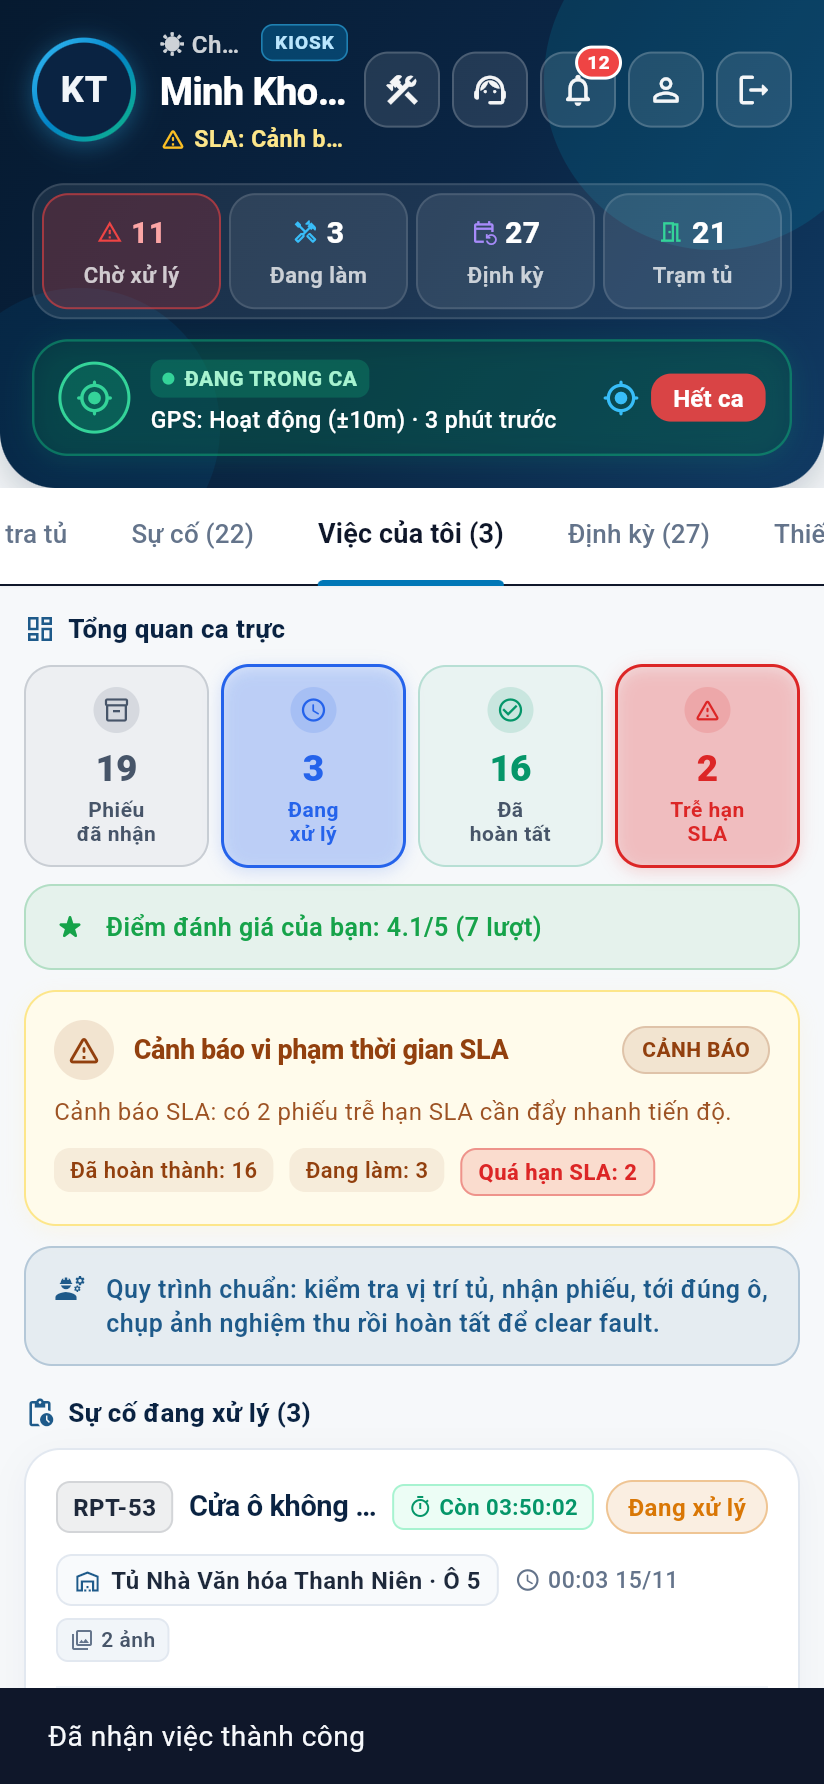 KT
Ch...
KIOSK
Minh Kho...
SLA: Cảnh b...
12
11
Chờ xử lý
3
Đang làm
27
Định kỳ
21
Trạm tủ
ĐANG TRONG CA
GPS: Hoạt động (±10m) · 3 phút trước
Hết ca
tra tủ
Sự cố (22)
Việc của tôi (3)
Định kỳ (27)
Thiế
Tổng quan ca trực
19
Phiếu
đã nhận
3
Đang
xử lý
16
Đã
hoàn tất
2
Trễ hạn
SLA
Điểm đánh giá của bạn: 4.1/5 (7 lượt)
Cảnh báo vi phạm thời gian SLA
CẢNH BÁO
Cảnh báo SLA: có 2 phiếu trễ hạn SLA cần đẩy nhanh tiến độ.
Đã hoàn thành: 16
Đang làm: 3
Quá hạn SLA: 2
Quy trình chuẩn: kiểm tra vị trí tủ, nhận phiếu, tới đúng ô,
chụp ảnh nghiệm thu rồi hoàn tất để clear fault.
Sự cố đang xử lý (3)
RPT-53
Cửa ô không ...
Còn 03:50:02
Đang xử lý
Tủ Nhà Văn hóa Thanh Niên · Ô 5
00:03 15/11
2 ảnh
Đã nhận việc thành công